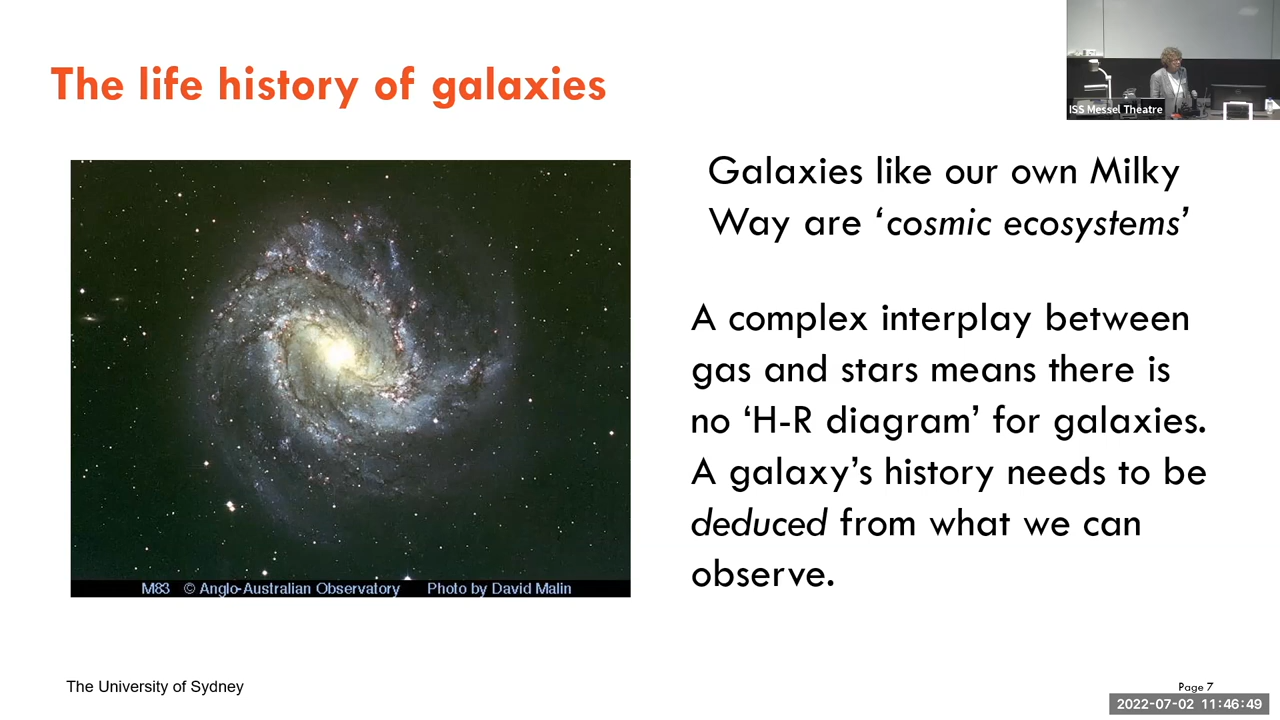 The life history of galaxies
ISS Messel Theatre
Galaxies like our own Milky
Way are ‘cosmic ecosystems’
A complex interplay between
gas and stars means there is
no ‘H-R diagram’ for galaxies.
A galaxy’s history needs to be
deduced from what we can
observe.
M83 © Anglo-Australian Observatory Photo by David Malin
The University of Sydney
Page 7
2022-07-02 11:46:49